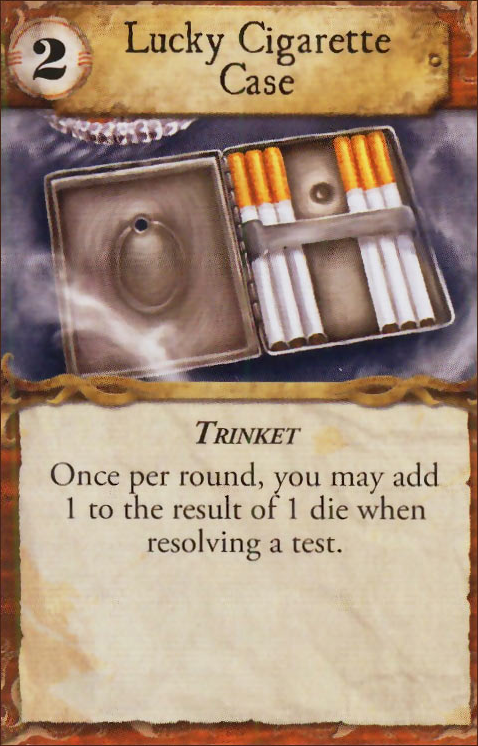 2
Lucky Cigarette
Case
TRINKET
Once per round, you may add
1 to the result of 1 die when
resolving a test.